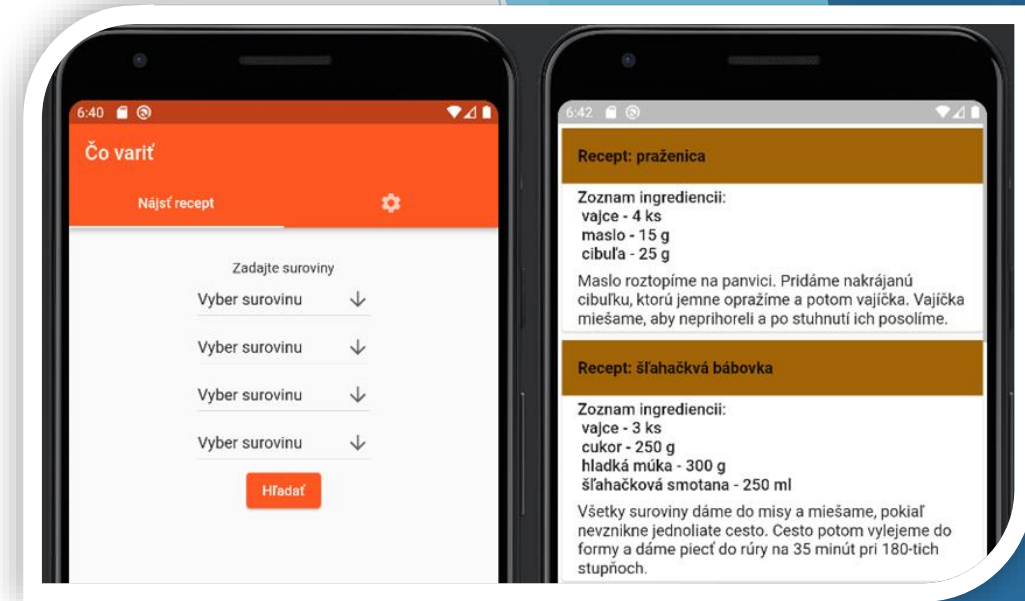 6:40
Čo variť
Nájsť recept
Zadajte suroviny
Vyber surovinu
Vyber surovinu
Vyber surovinu
Vyber surovinu
Hľadať
6:42
Recept: praženica
Zoznam ingrediencii:
vajce - 4 ks
maslo - 15 g
cibuľa - 25 g
Maslo roztopíme na panvici. Pridáme nakrájanú
cibuľku, ktorú jemne opražíme a potom vajíčka. Vajíčka
miešame, aby neprihoreli a po stuhnutí ich posolíme.
Recept: šľahačkvá bábovka
Zoznam ingrediencii:
vajce - 3 ks
cukor - 250 g
hladká múka - 300 g
šľahačková smotana - 250 ml
Všetky suroviny dáme do misy a miešame, pokiaľ
nevznikne jednoliate cesto. Cesto potom vylejeme do
formy a dáme piecť do rúry na 35 minút pri 180-tich
stupňoch.